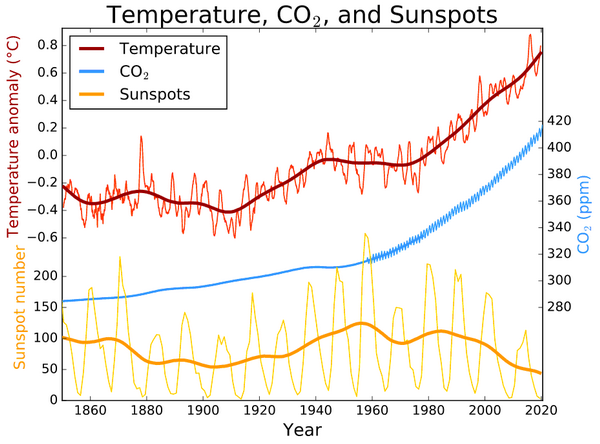 Temperature, CO₂, and Sunspots
Temperature
CO₂
Sunspots
Temperature anomaly (°C)
0.8
0.6
0.4
0.2
0.0
−0.2
−0.4
−0.6
Sunspot number
200
150
100
50
0
CO₂ (ppm)
420
400
380
360
340
320
300
280
1860 1880 1900 1920 1940 1960 1980 2000 2020
Year